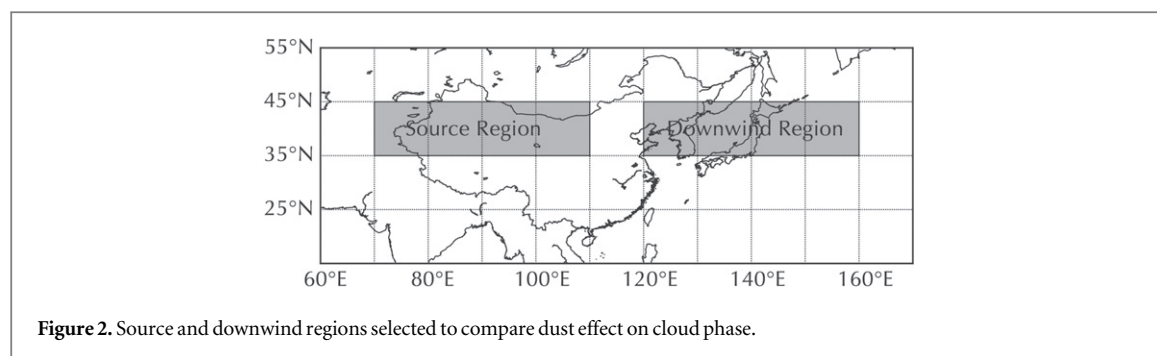 55°N
45°N
Source Region Downwind Region
35°N
25°N
60°E 80°E 100°E 120°E 140°E 160°E
Figure 2. Source and downwind regions selected to compare dust effect on cloud phase.